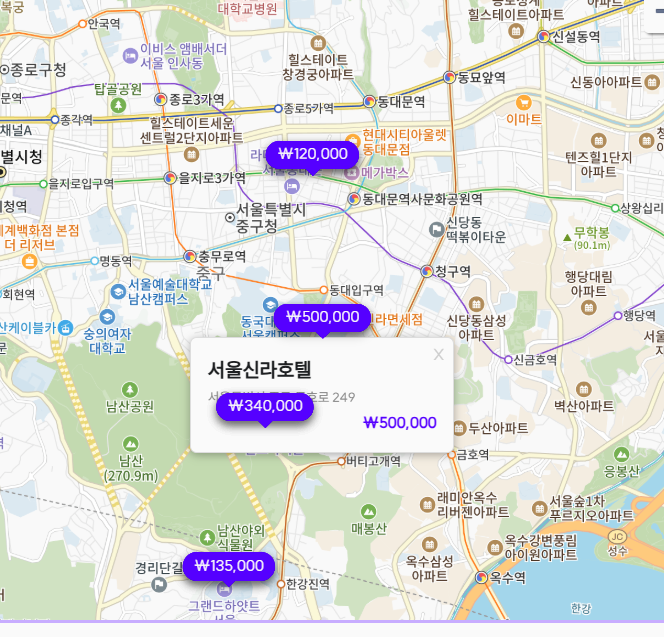 복궁
대학교병원
힐스테이트아파트
안국역
신설동역
이비스 앰배서더
서울 인사동
힐스테이트
창경궁아파트
종로구청
동묘앞역
신동아아파트
탑골공원
문역
종로3가역
종로5가역
동대문역
이마트
종각역
채널A
힐스테이트세운
센트럴2단지아파트
현대시티아울렛
동대문점
₩120,000
별시청
텐즈힐1단지
아파트
메가박스
을지로입구역
을지로3가역
동대문역사문화공원역
상왕십리
청역
서울특별시
중구청
신당동
떡볶이타운
세계백화점 본점
더 리저브
무학봉
(90.1m)
명동역
충무로역
중구
청구역
회현역
서울예술대학교
남산캠퍼스
동대입구역
행당대림
아파트
산케이블카
숭의여자
대학교
동국대
서울캠퍼스
₩500,000
라면세점
신당동삼성
아파트
행당역
신금호역
X
서울신라호텔
호로 249
₩340,000
₩500,000
남산공원
벽산아파트
두산아파트
남산
(270.9m)
버티고개역
금호역
응봉산
래미안옥수
리버젠아파트
서울숲1차
푸르지오아파트
매봉산
남산야외
식물원
JC
성수
옥수강변풍림
아이원아파트
옥수삼성
아파트
경리단길
₩135,000
한강진역
옥수역
그랜드하얏트
서울
한강